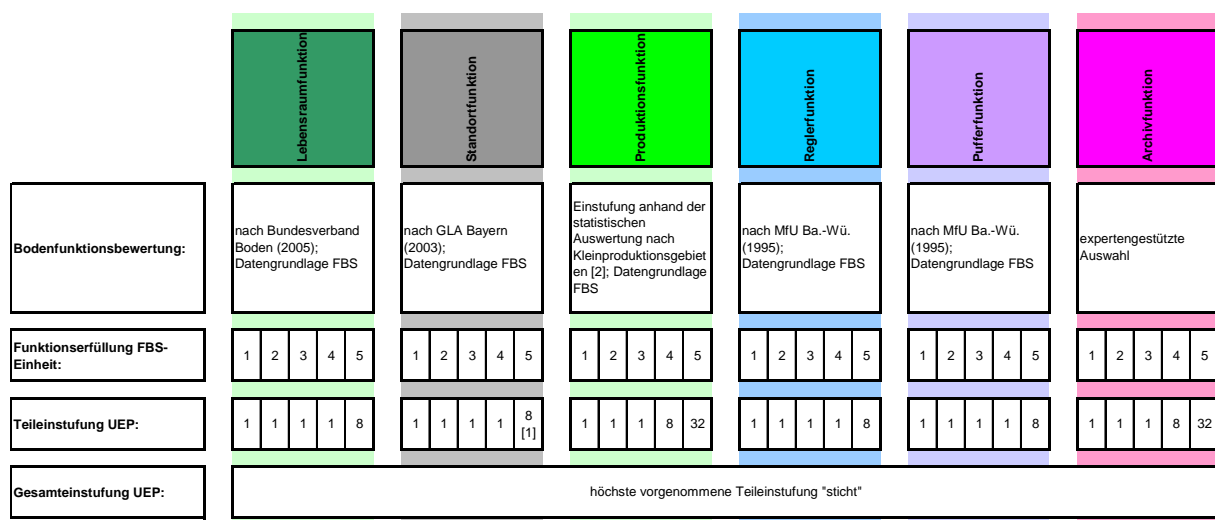 Lebensraumfunktion
Standortfunktion
Produktionsfunktion
Reglerfunktion
Pufferfunktion
Archivfunktion
Bodenfunktionsbewertung:
nach Bundesverband
Boden (2005);
Datengrundlage FBS
nach GLA Bayern
(2003);
Datengrundlage FBS
Einstufung anhand der
statistischen
Auswertung nach
Kleinproduktionsgebiet
en [2]; Datengrundlage
FBS
nach MfU Ba.-Wü.
(1995);
Datengrundlage FBS
nach MfU Ba.-Wü.
(1995);
Datengrundlage FBS
expertengestützte
Auswahl
Funktionserfüllung FBS-
Einheit:
1 2 3 4 5 1 2 3 4 5 1 2 3 4 5 1 2 3 4 5 1 2 3 4 5 1 2 3 4 5
Teileinstufung UEP:
1 1 1 1 8 1 1 1 1 8 [1] 1 1 1 8 32 1 1 1 1 8 1 1 1 1 8 1 1 1 8 32
Gesamteinstufung UEP:
höchste vorgenommene Teileinstufung "sticht"